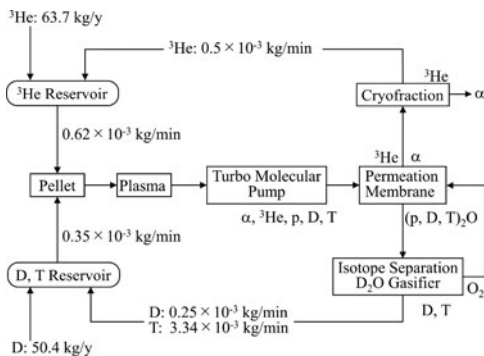 ³He: 63.7 kg/y
³He: 0.5 × 10⁻³ kg/min
³He
³He Reservoir
Cryofraction
α
0.62 × 10⁻³ kg/min
³He α
Pellet
Plasma
Turbo Molecular
Pump
Permeation
Membrane
α, ³He, p, D, T
(p, D, T)₂O
0.35 × 10⁻³ kg/min
D, T Reservoir
Isotope Separation
D₂O Gasifier
O₂
D: 0.25 × 10⁻³ kg/min
T: 3.34 × 10⁻³ kg/min
D, T
D: 50.4 kg/y